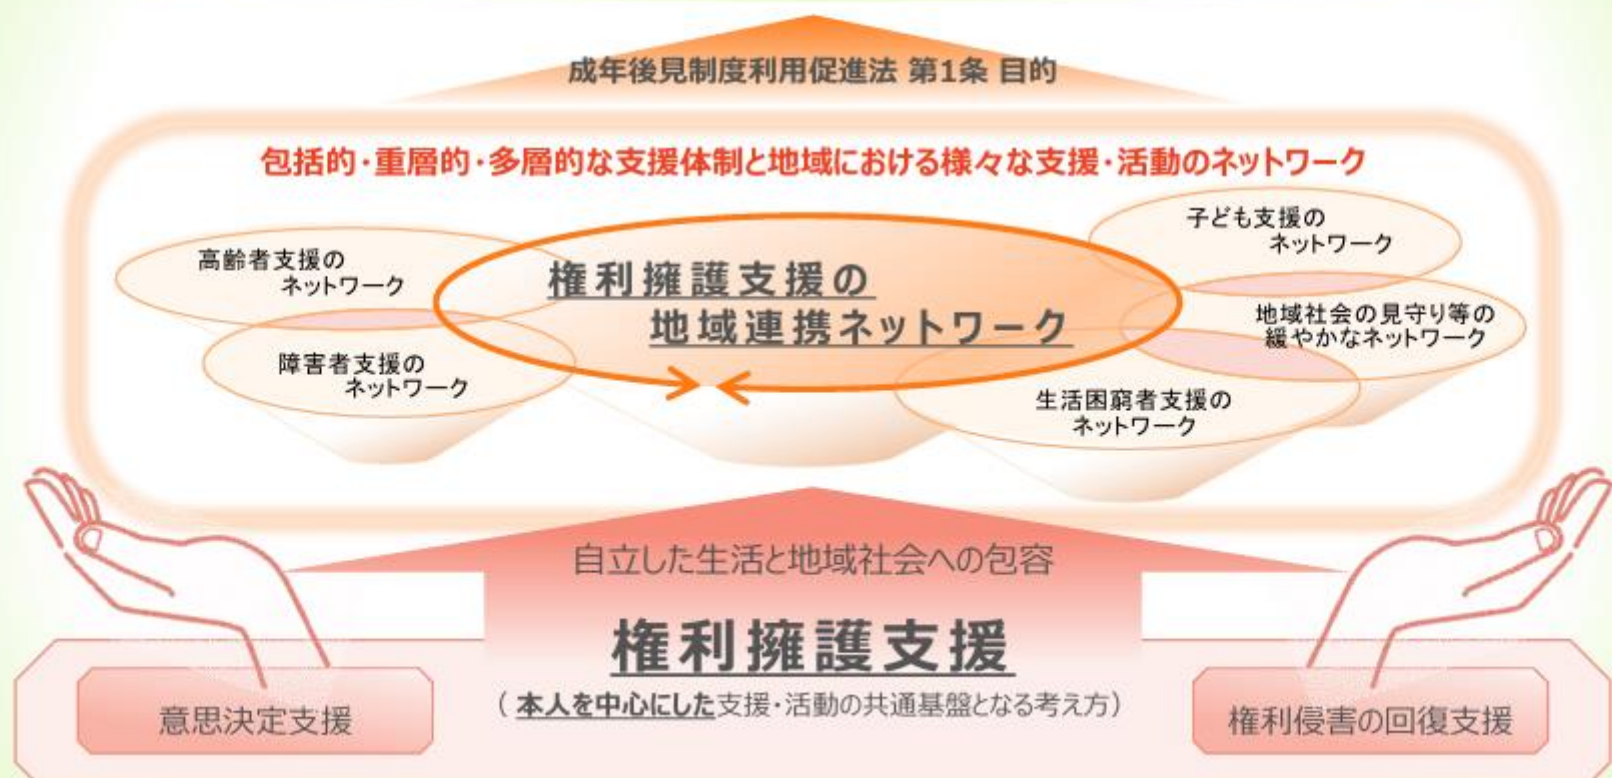 成年後見制度利用促進法 第1条 目的
包括的・重層的・多層的な支援体制と地域における様々な支援・活動のネットワーク
高齢者支援の
ネットワーク
障害者支援の
ネットワーク
権利擁護支援の
地域連携ネットワーク
子ども支援の
ネットワーク
地域社会の見守り等の
緩やかなネットワーク
生活困窮者支援の
ネットワーク
自立した生活と地域社会への包容
権利擁護支援
（本人を中心にした支援・活動の共通基盤となる考え方）
意思決定支援
権利侵害の回復支援